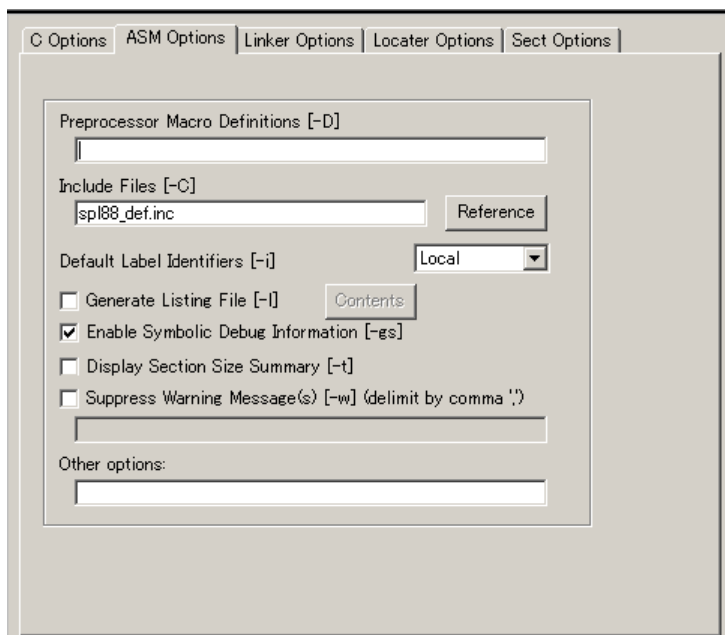 C Options ASM Options Linker Options Locater Options Sect Options
Preprocessor Macro Definitions [-D]
Include Files [-C]
spl88_def.inc Reference
Default Label Identifiers [-i] Local
Generate Listing File [-l] Contents
Enable Symbolic Debug Information [-gs]
Display Section Size Summary [-t]
Suppress Warning Message(s) [-w] (delimit by comma ',')
Other options: